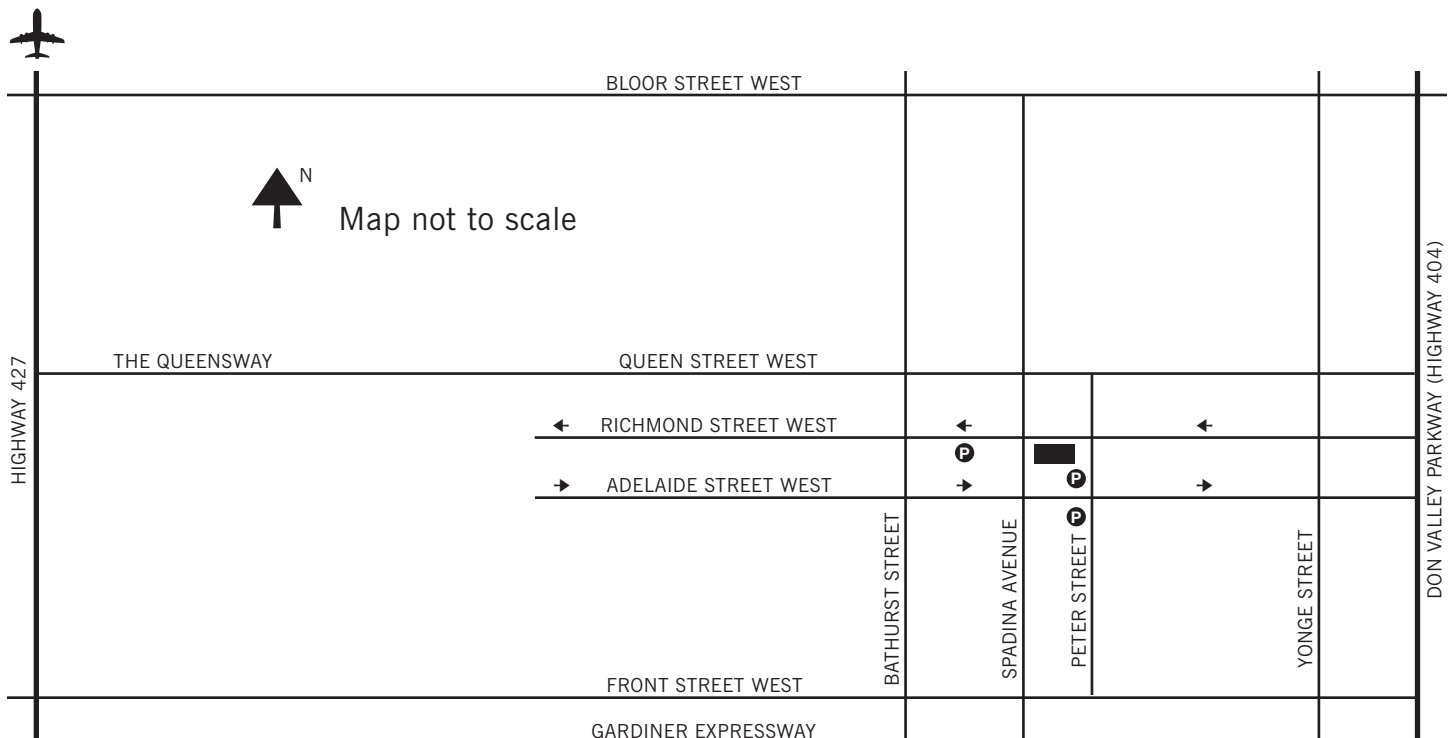 BLOOR STREET WEST
N
Map not to scale
THE QUEENSWAY
QUEEN STREET WEST
HIGHWAY 427
RICHMOND STREET WEST
P
P
ADELAIDE STREET WEST
P
BATHURST STREET
SPADINA AVENUE
PETER STREET
YONGE STREET
DON VALLEY PARKWAY (HIGHWAY 404)
FRONT STREET WEST
GARDINER EXPRESSWAY